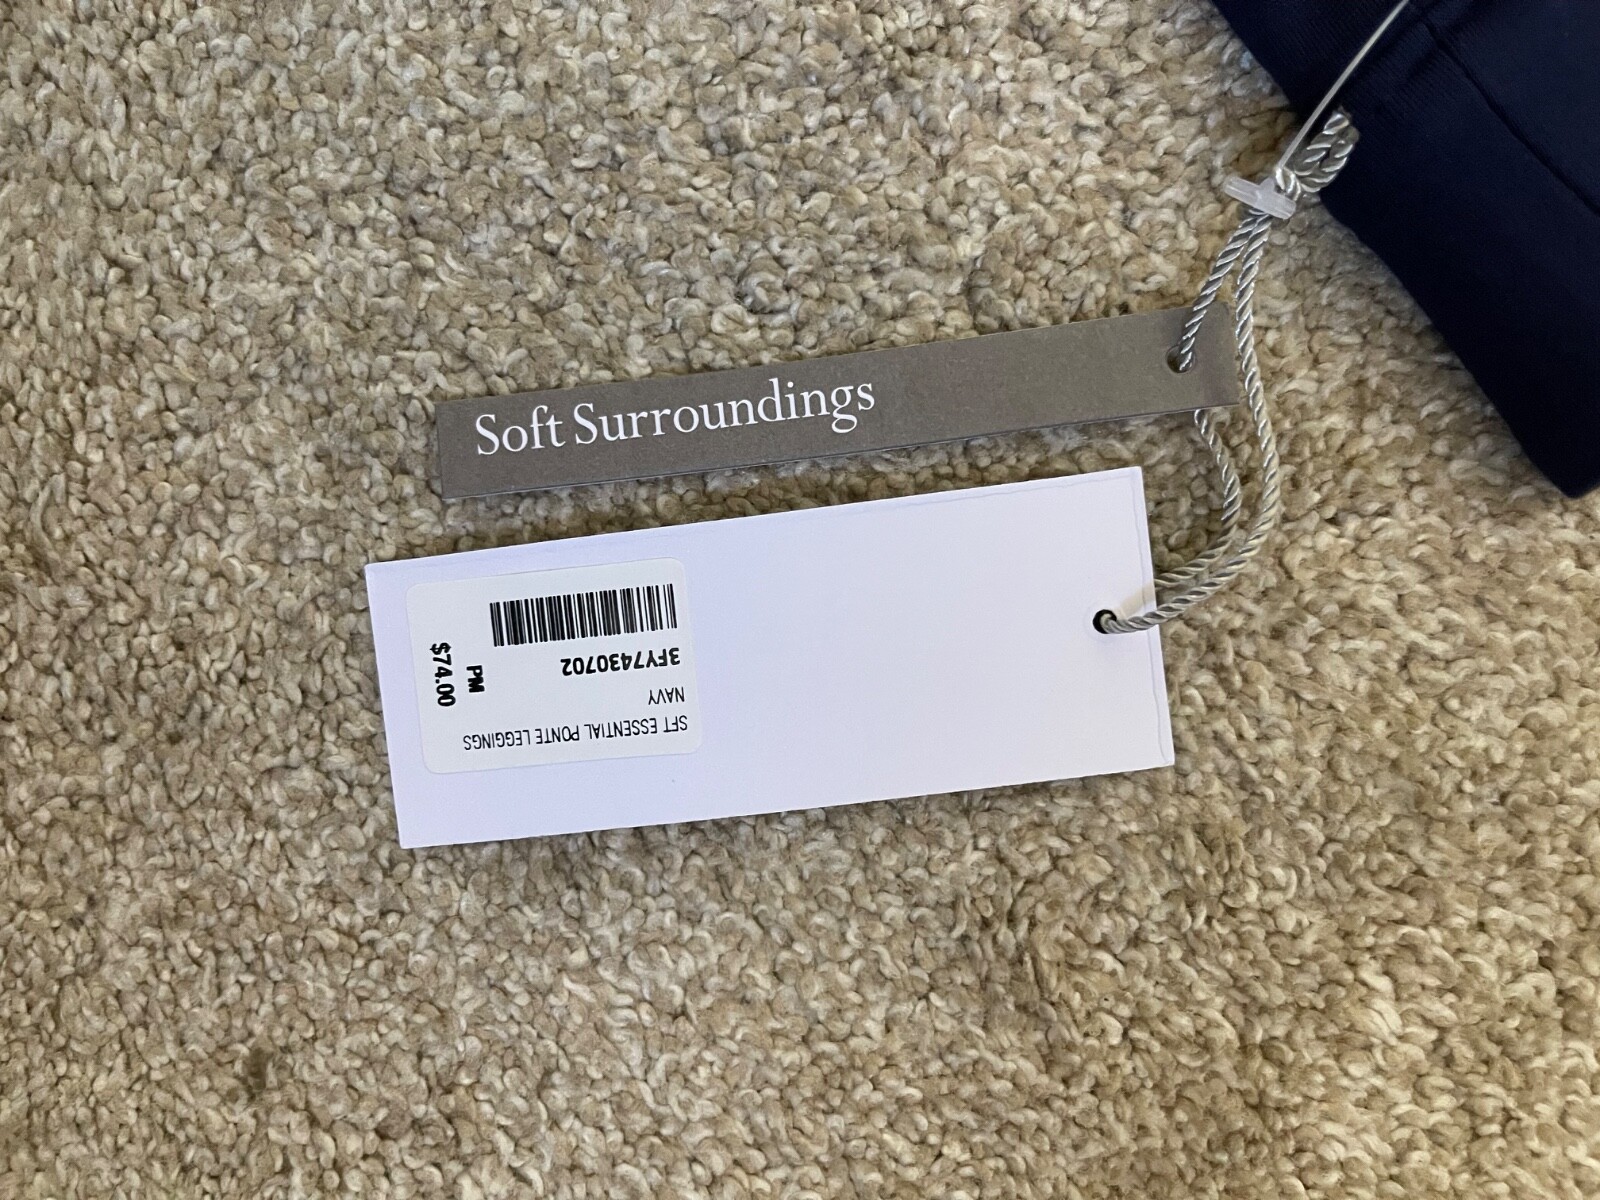 Soft Surroundings
SFT ESSENTIAL PONTE LEGGINGS
NAVY
3FY7430702
PM
$74.00